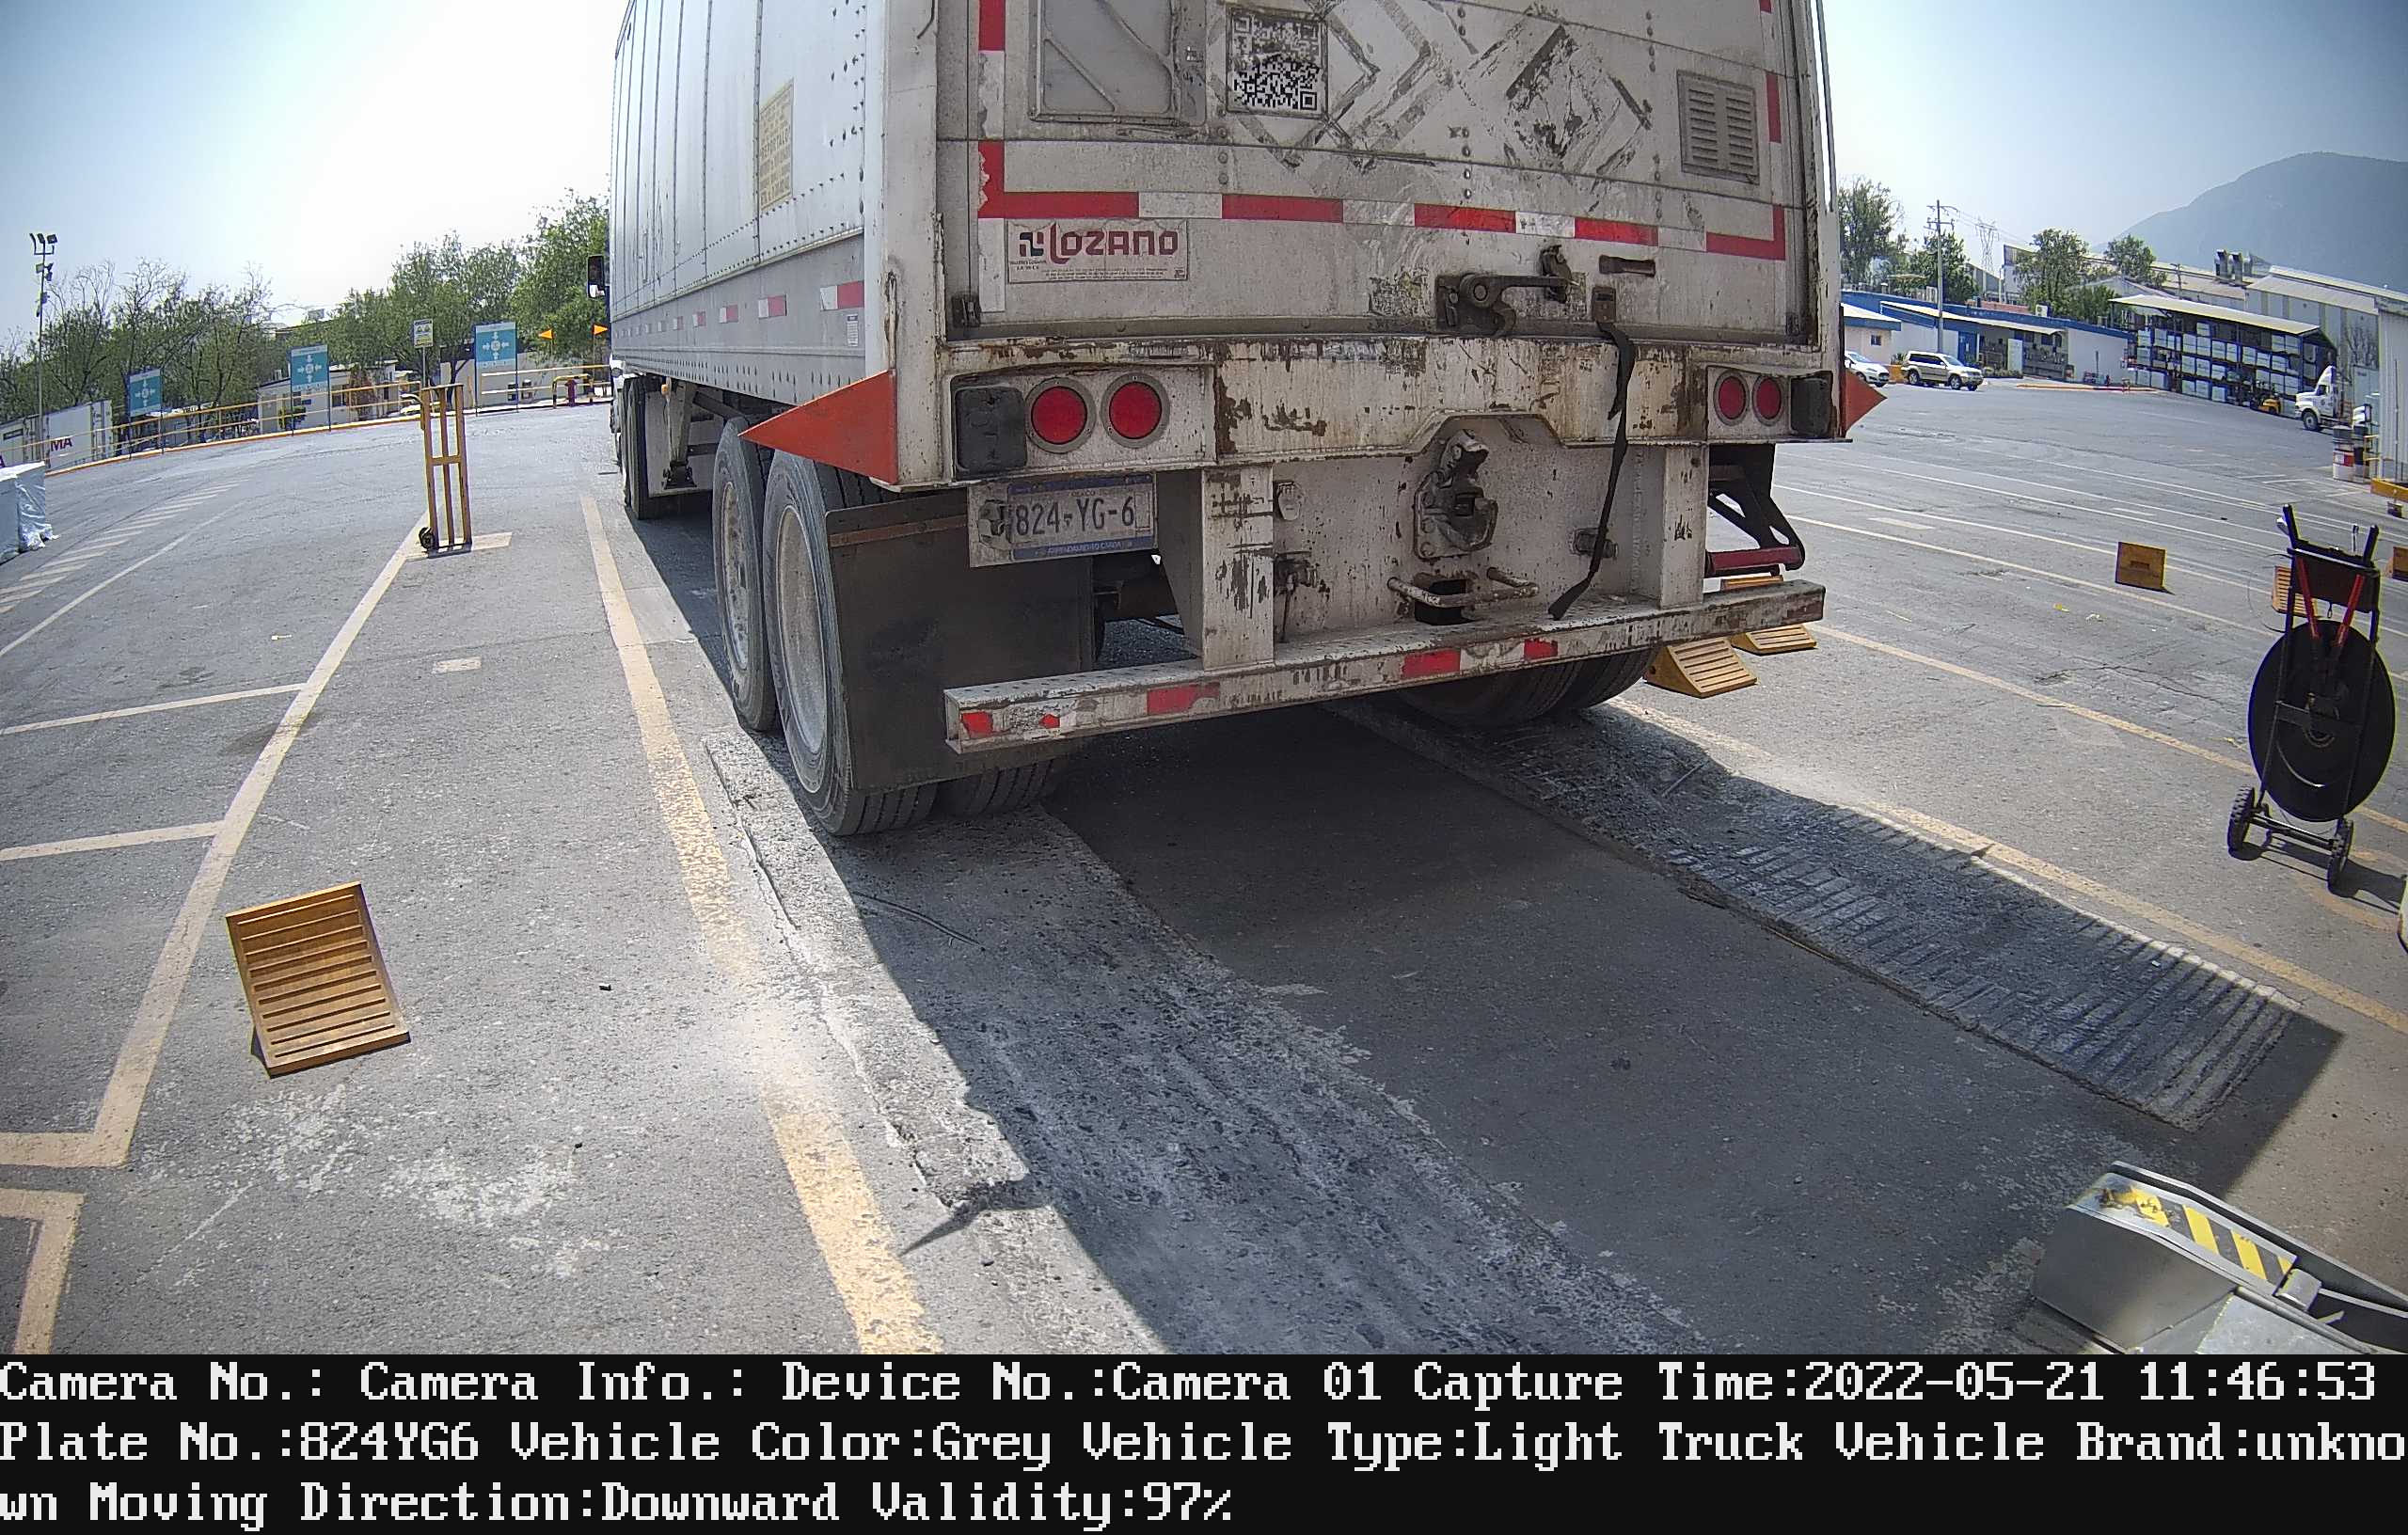 LOZANO
824-YG-6
MA
Camera No.: Camera Info.: Device No.:Camera 01 Capture Time:2022-05-21 11:46:53
Plate No.:824YG6 Vehicle Color:Grey Vehicle Type:Light Truck Vehicle Brand:unkno
wn Moving Direction:Downward Validity:97%